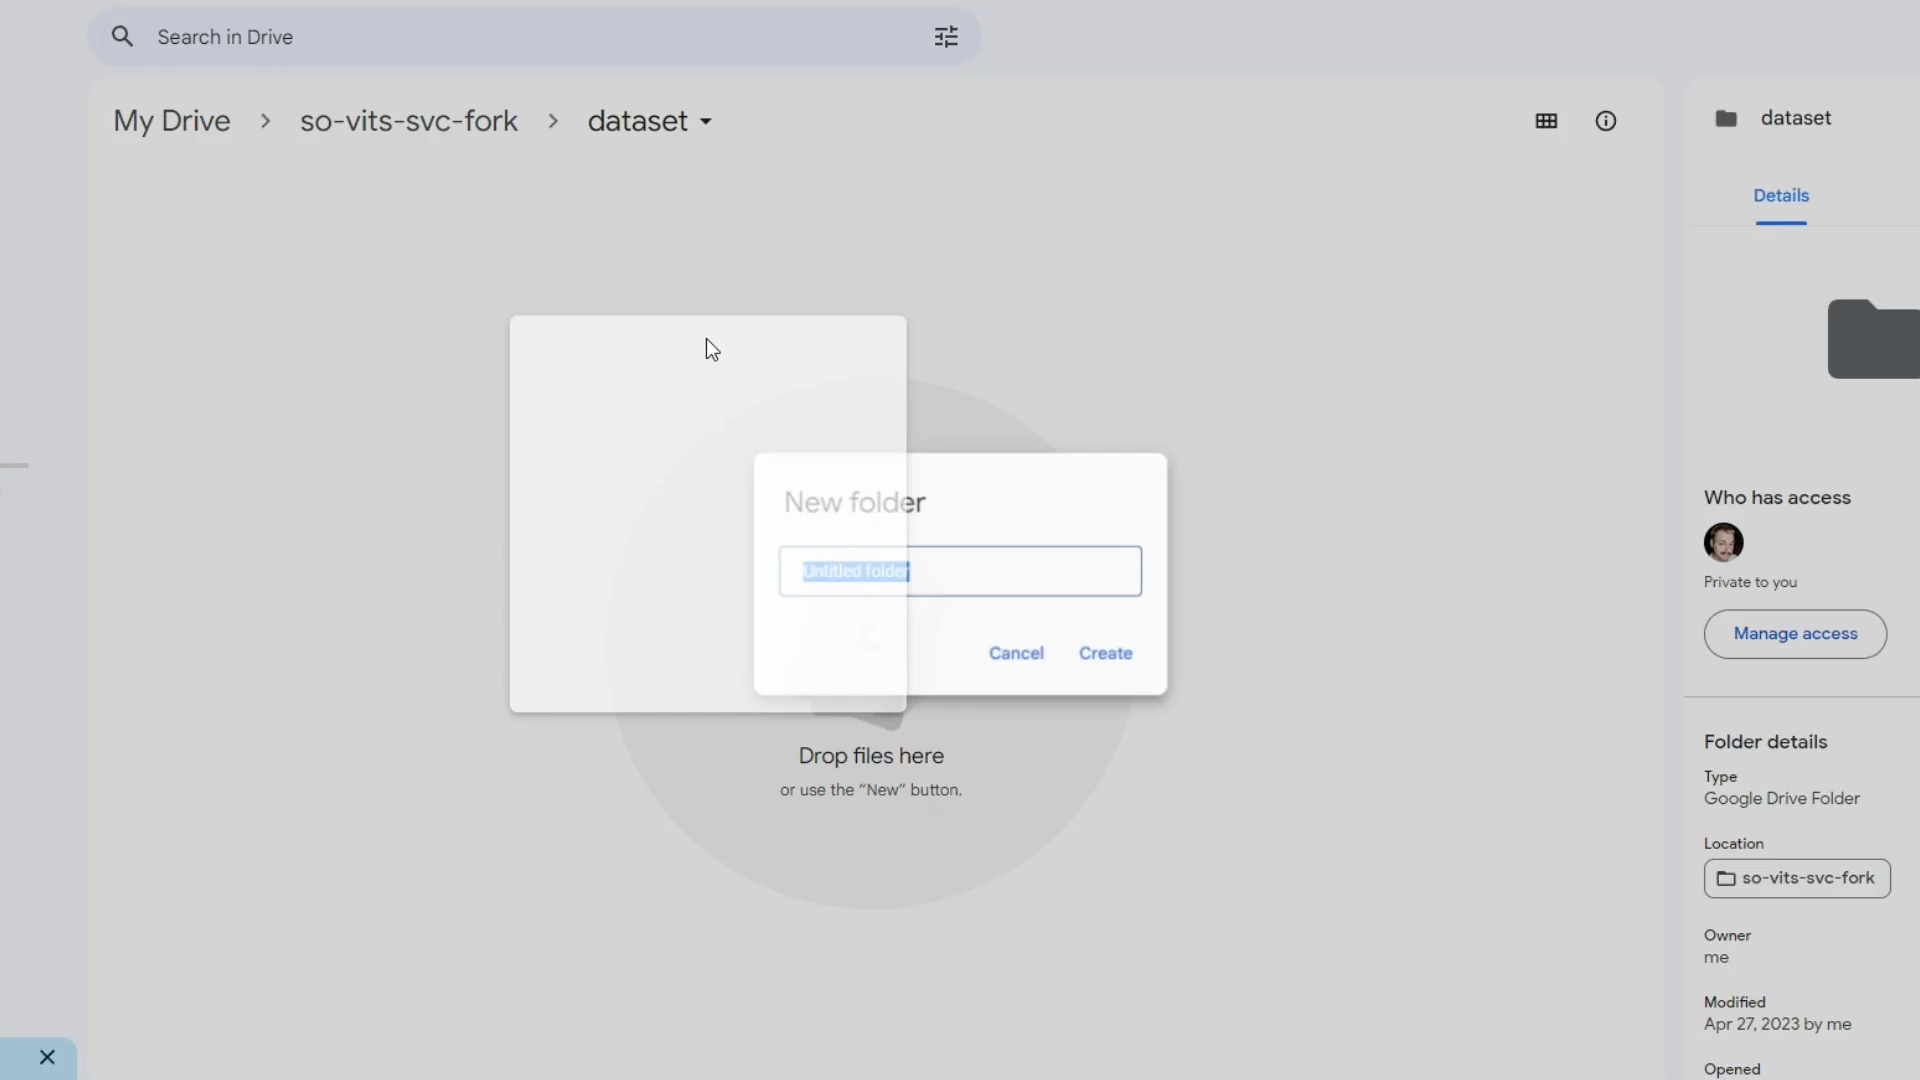 Search in Drive
My Drive > so-vits-svc-fork > dataset
dataset
Details
New folder
Untitled folder
Cancel Create
Drop files here
or use the “New” button.
Who has access
Private to you
Manage access
Folder details
Type
Google Drive Folder
Location
so-vits-svc-fork
Owner
me
Modified
Apr 27, 2023 by me
Opened